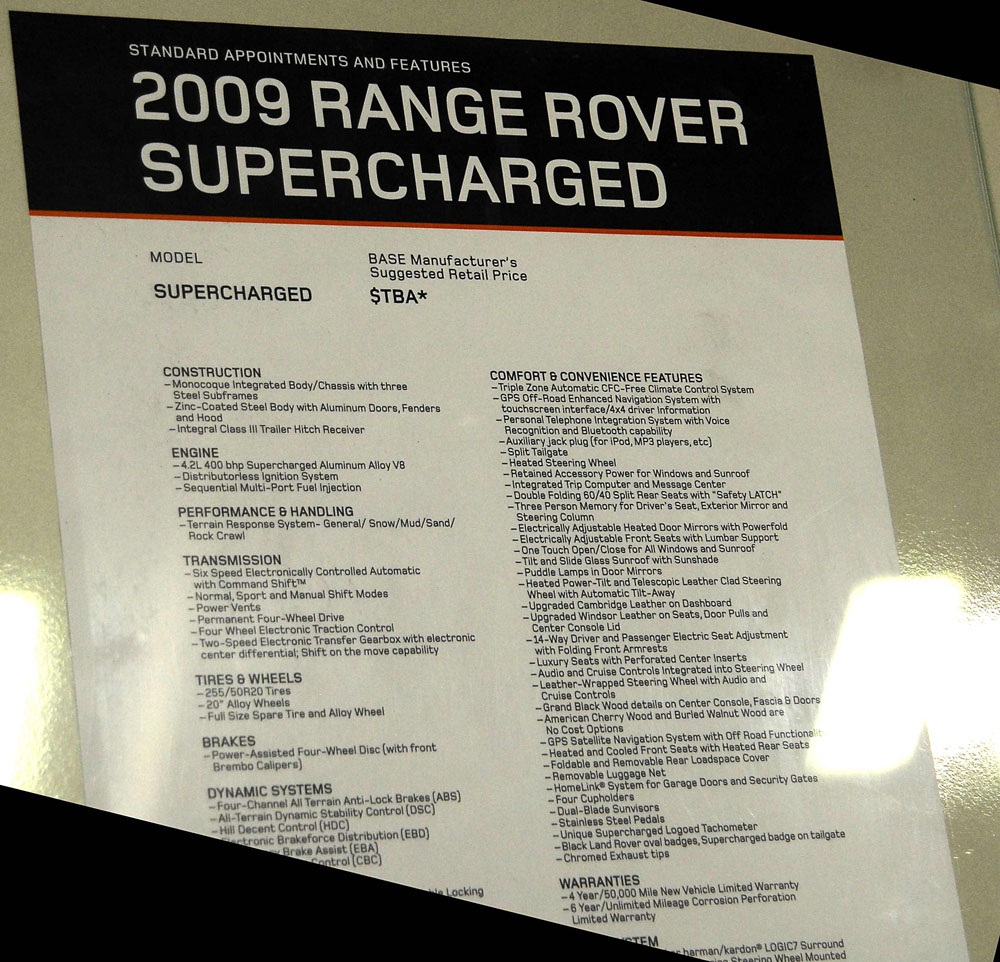 STANDARD APPOINTMENTS AND FEATURES
2009 RANGE ROVER
SUPERCHARGED
MODEL
SUPERCHARGED
BASE Manufacturer's
Suggested Retail Price
$TBA*
CONSTRUCTION
–Monocoque Integrated Body/Chassis with three
Steel Subframes
–Zinc-Coated Steel Body with Aluminum Doors, Fenders
and Hood
–Integral Class III Trailer Hitch Receiver
ENGINE
–4.2L 400 bhp Supercharged Aluminum Alloy V8
–Distributorless Ignition System
–Sequential Multi-Port Fuel Injection
PERFORMANCE & HANDLING
–Terrain Response System- General/ Snow/Mud/Sand/
Rock Crawl
TRANSMISSION
–Six Speed Electronically Controlled Automatic
with Command Shift™
–Normal, Sport and Manual Shift Modes
–Power Vents
–Permanent Four-Wheel Drive
–Four Wheel Electronic Traction Control
–Two-Speed Electronic Transfer Gearbox with electronic
center differential; Shift on the move capability
TIRES & WHEELS
–255/50R20 Tires
–20" Alloy Wheels
–Full Size Spare Tire and Alloy Wheel
BRAKES
–Power-Assisted Four-Wheel Disc (with front
Brembo Calipers)
DYNAMIC SYSTEMS
–Four-Channel All Terrain Anti-Lock Brakes (ABS)
–All-Terrain Dynamic Stability Control (DSC)
–Hill Decent Control (HDC)
Brakeforce Distribution (EBD)
Brake Assist (EBA)
(CBC)
Locking
COMFORT & CONVENIENCE FEATURES
–Triple Zone Automatic CFC-Free Climate Control System
–GPS Off-Road Enhanced Navigation System with
touchscreen interface/4x4 driver Information
–Personal Telephone Integration System with Voice
Recognition and Bluetooth capability
–Auxiliary jack plug (for iPod, MP3 players, etc)
–Split Tailgate
–Heated Steering Wheel
–Retained Accessory Power for Windows and Sunroof
–Integrated Trip Computer and Message Center
–Double Folding 60/40 Split Rear Seats with "Safety LATCH"
–Three Person Memory for Driver's Seat, Exterior Mirror and
Steering Column
–Electrically Adjustable Heated Door Mirrors with Powerfold
–Electrically Adjustable Front Seats with Lumbar Support
–One Touch Open/Close for All Windows and Sunroof
–Tilt and Slide Glass Sunroof with Sunshade
–Puddle Lamps in Door Mirrors
–Heated Power-Tilt and Telescopic Leather Clad Steering
Wheel with Automatic Tilt-Away
–Upgraded Cambridge Leather on Dashboard
–Upgraded Windsor Leather on Seats, Door Pulls and
Center Console Lid
–14-Way Driver and Passenger Electric Seat Adjustment
with Folding Front Armrests
–Luxury Seats with Perforated Center Inserts
–Audio and Cruise Controls Integrated into Steering Wheel
–Leather-Wrapped Steering Wheel with Audio and
Cruise Controls
–Grand Black Wood details on Center Console, Fascia & Doors
–American Cherry Wood and Buried Walnut Wood are
No Cost Options
–GPS Satellite Navigation System with Off Road
–Heated and Cooled Front Seats with Heated Rear Seats
–Foldable and Removable Rear Loadspace Cover
–Removable Luggage Net
–HomeLink® System for Garage Doors and Security Gates
–Four Cupholders
–Dual-Blade Sunvisors
–Stainless Steel Pedals
–Unique Supercharged Logoed Tachometer
–Black Land Rover oval badges, Supercharged badge on tailgate
–Chromed Exhaust tips
WARRANTIES
–4 Year/50,000 Mile New Vehicle Limited Warranty
–6 Year/Unlimited Mileage Corrosion Perforation
Limited Warranty
harman/kardon® LOGIC7 Surround
Steering Wheel Mounted